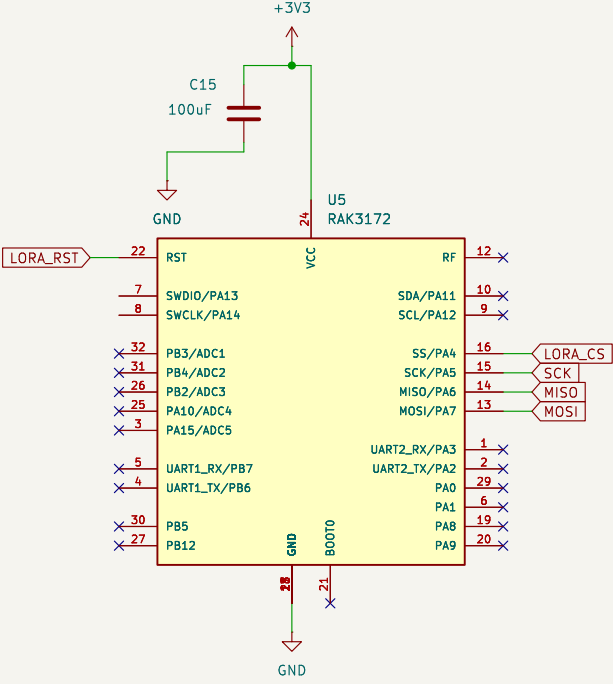 +3V3
C15
100uF
GND
U5
RAK3172
24
VCC
LORA_RST 22 RST
RF 12
7 SWDIO/PA13
SDA/PA11 10
8 SWCLK/PA14
SCL/PA12 9
32 PB3/ADC1
SS/PA4 16 LORA_CS
31 PB4/ADC2
SCK/PA5 15 SCK
26 PB2/ADC3
MISO/PA6 14 MISO
25 PA10/ADC4
MOSI/PA7 13 MOSI
3 PA15/ADC5
UART2_RX/PA3 1
5 UART1_RX/PB7
UART2_TX/PA2 2
4 UART1_TX/PB6
PA0 29
PA1 6
30 PB5
PA8 19
27 PB12
PA9 20
GND
BOOT0
21
GND